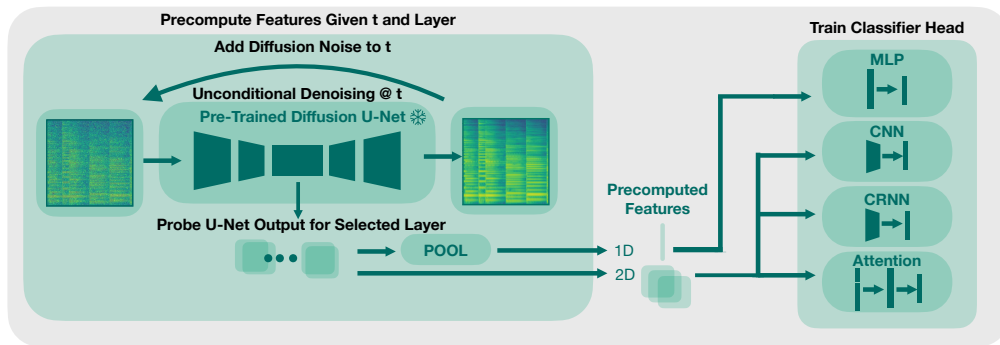 Precompute Features Given t and Layer
Add Diffusion Noise to t
Unconditional Denoising @ t
Pre-Trained Diffusion U-Net
Probe U-Net Output for Selected Layer
POOL
Precomputed
Features
1D
2D
Train Classifier Head
MLP
CNN
CRNN
Attention